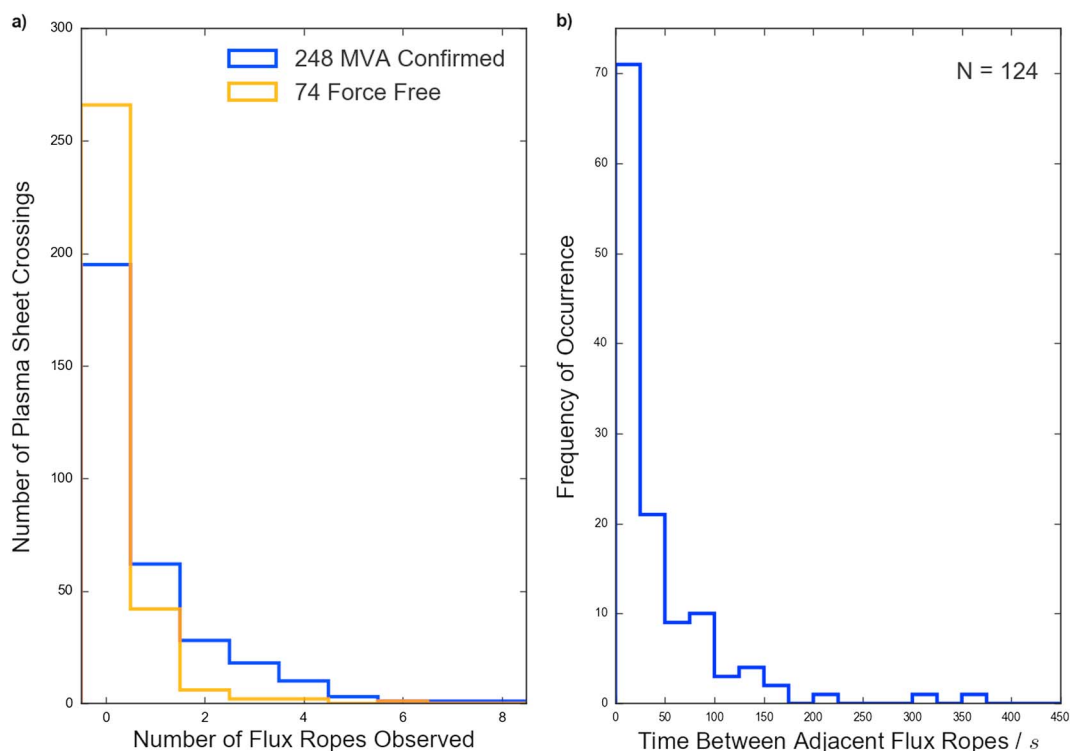 a)
300
250
200
150
100
50
0
Number of Plasma Sheet Crossings
248 MVA Confirmed
74 Force Free
0 2 4 6 8
Number of Flux Ropes Observed
b)
70
60
50
40
30
20
10
0
Frequency of Occurrence
N = 124
0 50 100 150 200 250 300 350 400 450
Time Between Adjacent Flux Ropes / s